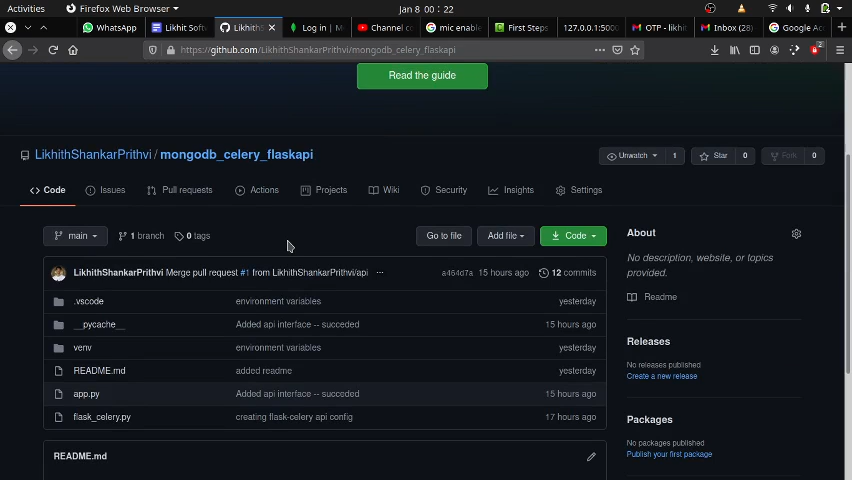 Activities Firefox Web Browser Jan 8 00 : 22
WhatsApp Likhit Soft LikhithS Log in | M Channel co mic enable First Steps 127.0.0.1:5000 OTP - likhit Inbox (28) Google Acc
https://github.com/LikhithShankarPrithvi/mongodb_celery_flaskapi 2
Read the guide
LikhithShankarPrithvi / mongodb_celery_flaskapi Unwatch 1 Star 0 Fork 0
Code Issues Pull requests Actions Projects Wiki Security Insights Settings
main 1 branch 0 tags Go to file Add file Code About
No description, website, or topics
provided.
LikhithShankarPrithvi Merge pull request #1 from LikhithShankarPrithvi/api ... a464d7a 15 hours ago 12 commits
.vscode environment variables yesterday Readme
__pycache__ Added api interface -- succeded 15 hours ago
venv environment variables yesterday Releases
README.md added readme yesterday No releases published
Create a new release
app.py Added api interface -- succeded 15 hours ago
flask_celery.py creating flask-celery api config 17 hours ago Packages
No packages published
Publish your first package
README.md